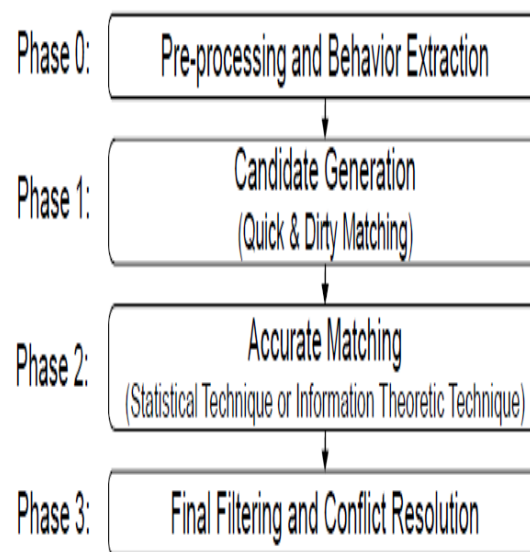 Phase 0: Pre-processing and Behavior Extraction
Phase 1: Candidate Generation
(Quick & Dirty Matching)
Phase 2: Accurate Matching
(Statistical Technique or Information Theoretic Technique)
Phase 3: Final Filtering and Conflict Resolution